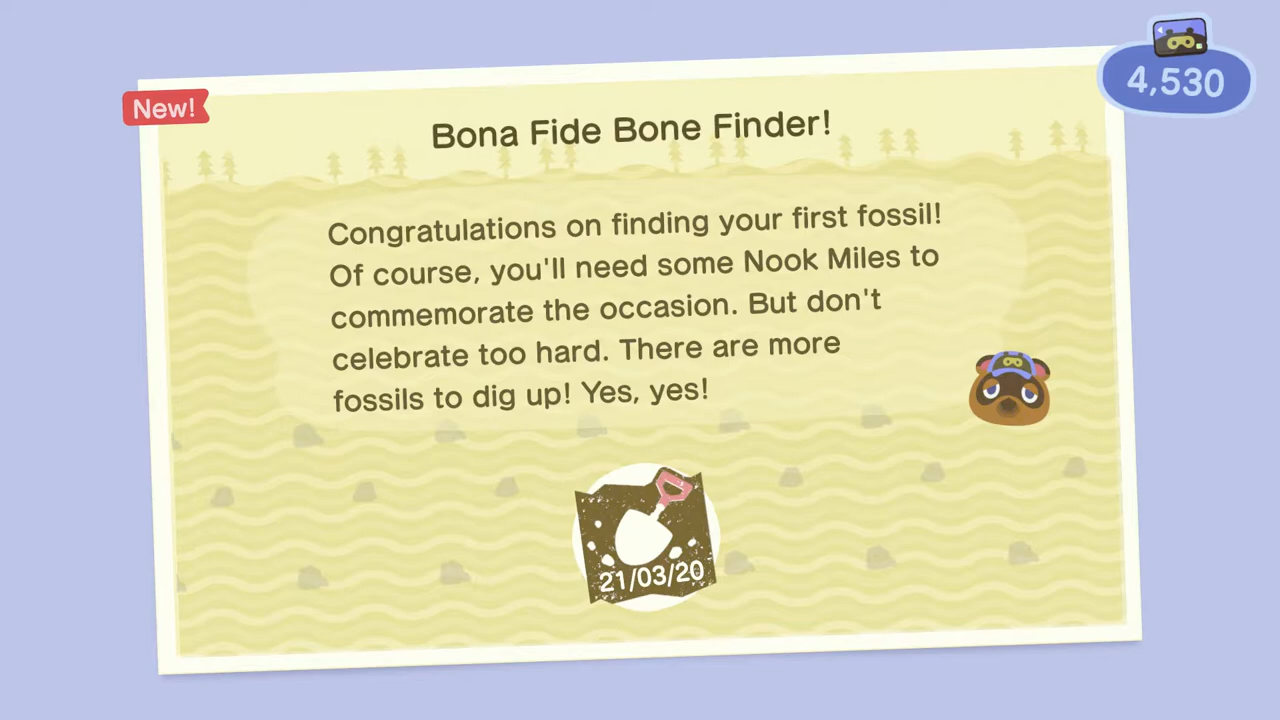 4,530
New!
Bona Fide Bone Finder!
Congratulations on finding your first fossil!
Of course, you'll need some Nook Miles to
commemorate the occasion. But don't
celebrate too hard. There are more
fossils to dig up! Yes, yes!
21/03/20